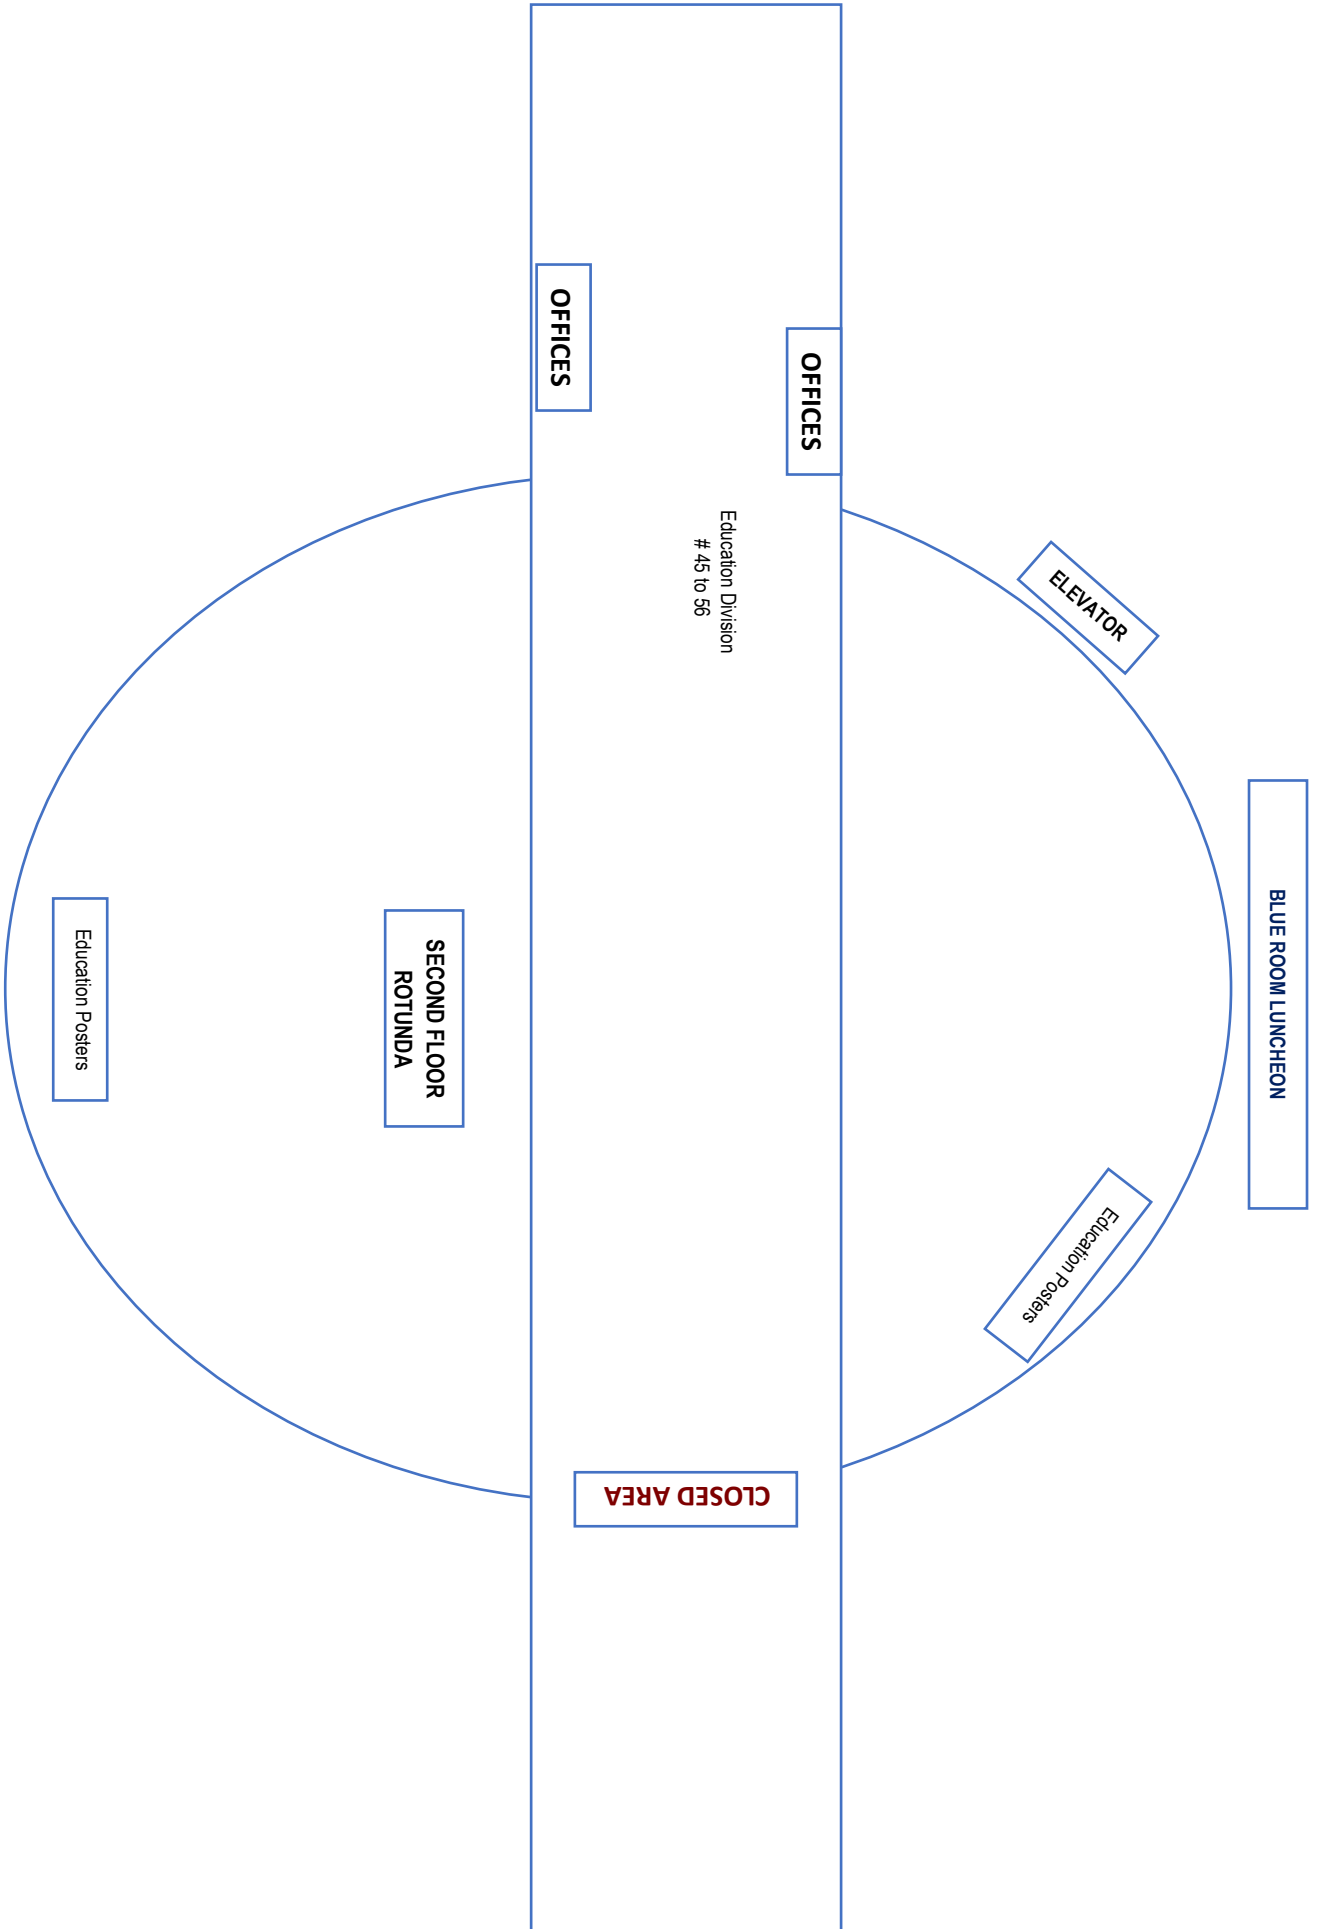 BLUE ROOM LUNCHEON
ELEVATOR
Education Posters
OFFICES
Education Division
# 45 to 56
CLOSED AREA
OFFICES
SECOND FLOOR
ROTUNDA
Education Posters